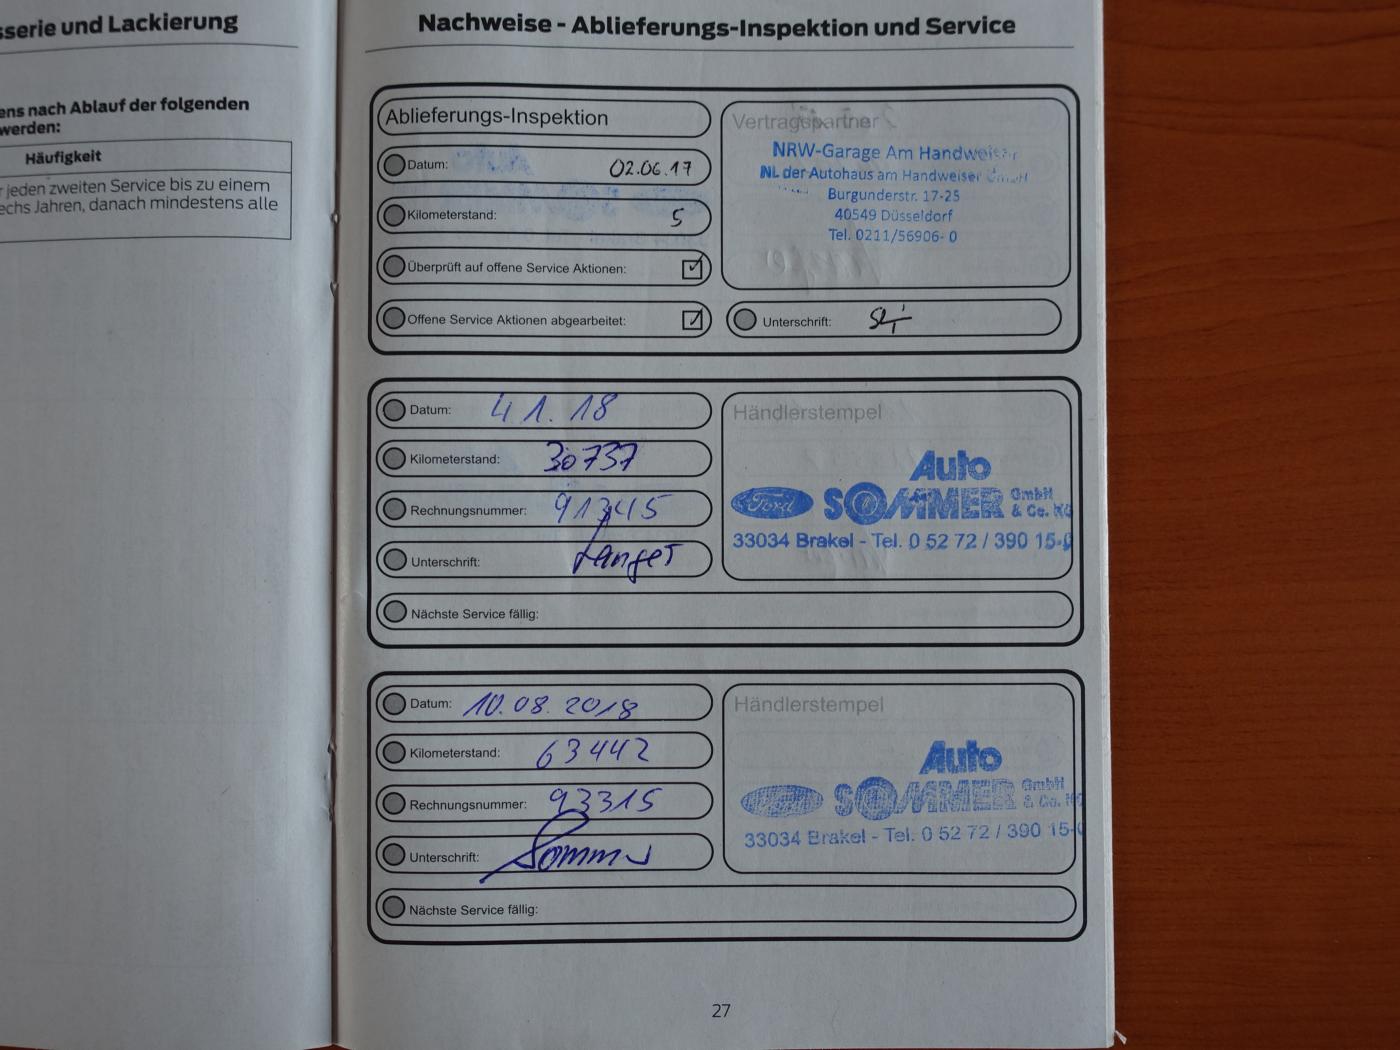 sserie und Lackierung
ens nach Ablauf der folgenden
werden:
Häufigkeit
r jeden zweiten Service bis zu einem
echs Jahren, danach mindestens alle
Nachweise - Ablieferungs-Inspektion und Service
Ablieferungs-Inspektion
Datum: 02.06.17
Kilometerstand: 5
Überprüft auf offene Service Aktionen:
Offene Service Aktionen abgearbeitet:
Vertragspartner
NRW-Garage Am Handweiser
NL der Autohaus am Handweiser GmbH
Burgunderstr. 17-25
40549 Düsseldorf
Tel. 0211/56906- 0
Unterschrift:
Datum: 4 1. 18
Kilometerstand: 30737
Rechnungsnummer: 91345
Unterschrift: Langer
Nächste Service fällig:
Händlerstempel
Auto
Ford SOMMER GmbH & Co. KG
33034 Brakel - Tel. 0 52 72 / 390 15-0
Datum: 10.08.2018
Kilometerstand: 63442
Rechnungsnummer: 93315
Unterschrift: Sommer
Nächste Service fällig:
Händlerstempel
Auto
SOMMER GmbH & Co. KG
33034 Brakel - Tel. 0 52 72 / 390 15-0
27